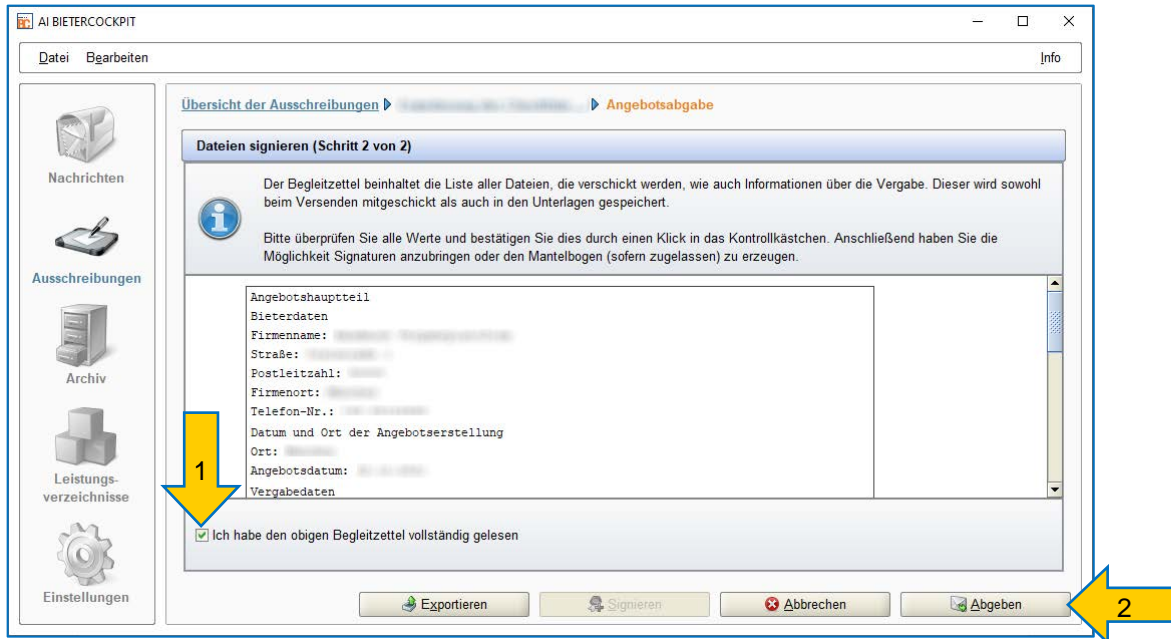 AI BIETERCOCKPIT
Datei Bearbeiten Info
Übersicht der Ausschreibungen Angebotsabgabe
Dateien signieren (Schritt 2 von 2)
Nachrichten
Der Begleitzettel beinhaltet die Liste aller Dateien, die verschickt werden, wie auch Informationen über die Vergabe. Dieser wird sowohl
beim Versenden mitgeschickt als auch in den Unterlagen gespeichert.
Bitte überprüfen Sie alle Werte und bestätigen Sie dies durch einen Klick in das Kontrollkästchen. Anschließend haben Sie die
Möglichkeit Signaturen anzubringen oder den Mantelbogen (sofern zugelassen) zu erzeugen.
Ausschreibungen
Angebotshauptteil
Bieterdaten
Firmenname:
Straße:
Postleitzahl:
Archiv
Firmenort:
Telefon-Nr.:
Datum und Ort der Angebotserstellung
Ort:
1
Angebotsdatum:
Leistungs-
verzeichnisse
Vergabedaten
Ich habe den obigen Begleitzettel vollständig gelesen
Einstellungen
Exportieren Signieren Abbrechen Abgeben
2